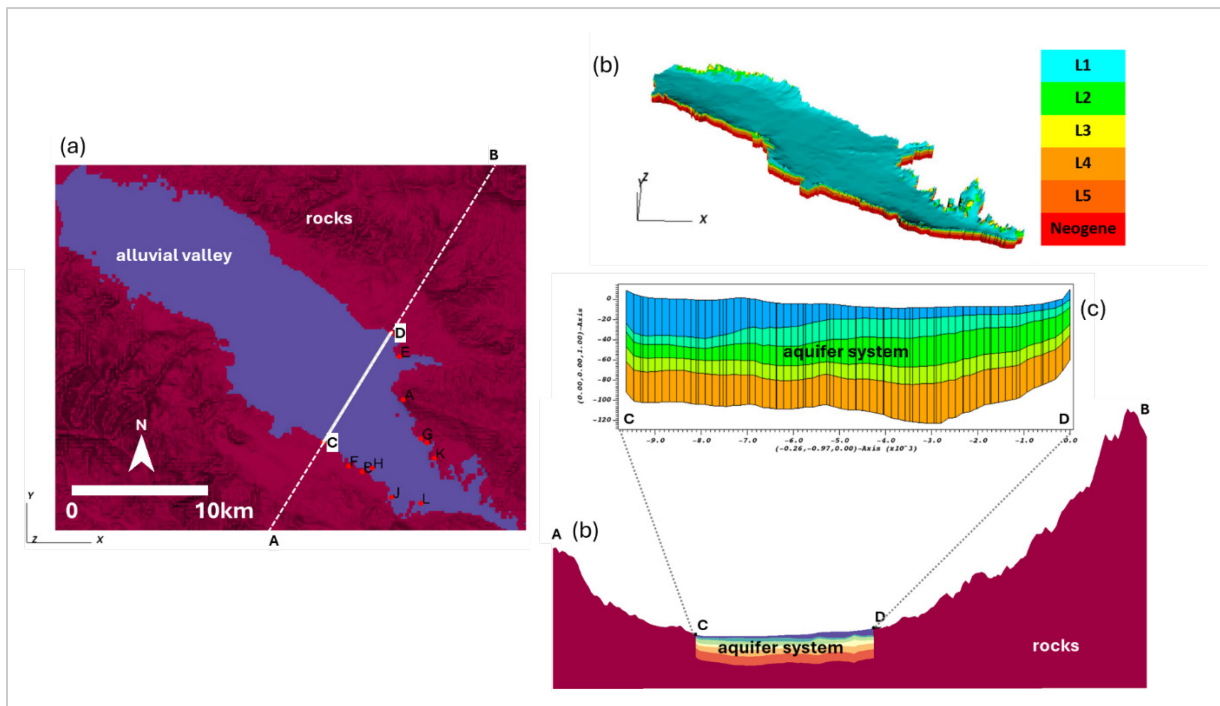 (a)
B
rocks
alluvial valley
D
E
A
G
K
C
F
B
H
J
L
N
0
10km
Y
Z
X
A
(b)
Z
Y
X
L1
L2
L3
L4
L5
Neogene
(c)
0
-20
-40
-60
-80
-100
-120
(0.00,0.00,1.00)-Axis
aquifer system
C
D
-9.0
-8.0
-7.0
-6.0
-5.0
-4.0
-3.0
-2.0
-1.0
0.0
(-0.26,-0.97,0.00)-Axis (x10^-3)
(b)
A
B
C
D
aquifer system
rocks